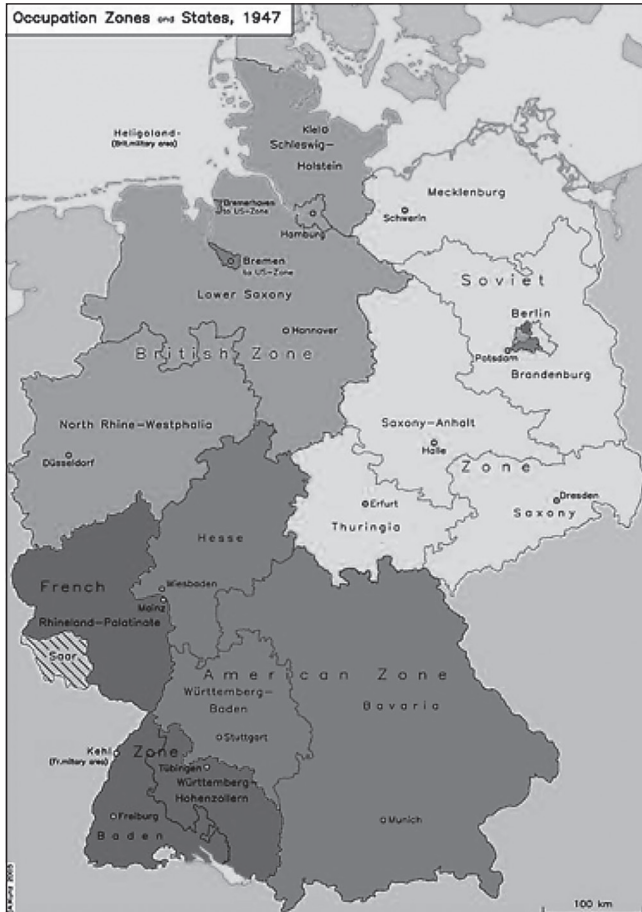 Occupation Zones and States, 1947
Heligoland-
(Brit.military area)
Kiel
Schleswig-
Holstein
Bremerhaven
to US-Zone
Hamburg
Mecklenburg
Schwerin
Bremen
to US-Zone
Lower Saxony
Soviet
Berlin
Hannover
British Zone
Potsdam
Brandenburg
North Rhine-Westphalia
Saxony-Anhalt
Düsseldorf
Halle
Zone
Hesse
Erfurt
Thuringia
Dresden
Saxony
French
Wiesbaden
Mainz
Rhineland-Palatinate
Saar
American Zone
Württemberg-
Baden
Bavaria
Stuttgart
Kehl
(Fr.military area)
Zone
Tübingen
Württemberg-
Hohenzollern
Freiburg
Baden
Munich
A.Kunz 2005
100 km